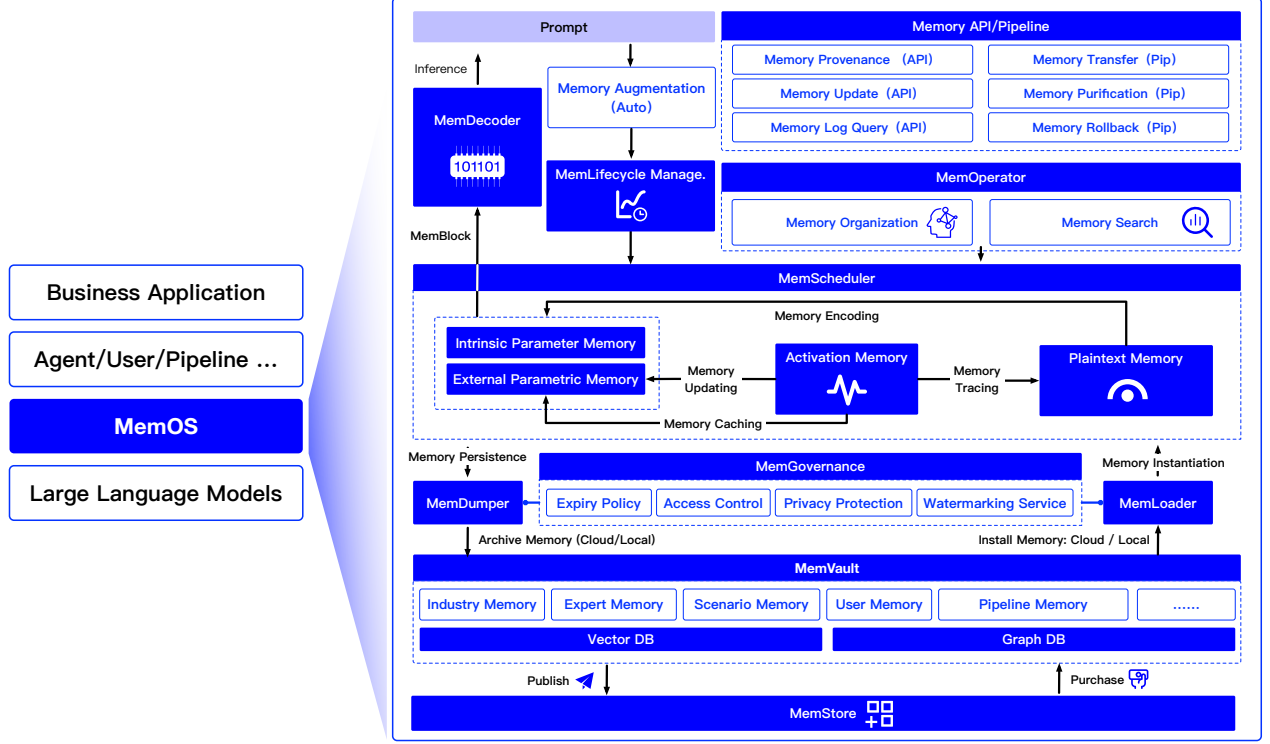 Business Application
Agent/User/Pipeline ...
MemOS
Large Language Models
Prompt
Inference
MemDecoder
101101
MemBlock
Memory Augmentation
(Auto)
MemLifecycle Manage.
Memory API/Pipeline
Memory Provenance (API)
Memory Transfer (Pip)
Memory Update (API)
Memory Purification (Pip)
Memory Log Query (API)
Memory Rollback (Pip)
MemOperator
Memory Organization
Memory Search
MemScheduler
Memory Encoding
Intrinsic Parameter Memory
External Parametric Memory
Memory
Updating
Activation Memory
Memory
Tracing
Plaintext Memory
Memory Caching
Memory Persistence
MemDumper
MemGovernance
Expiry Policy
Access Control
Privacy Protection
Watermarking Service
Memory Instantiation
MemLoader
Archive Memory (Cloud/Local)
Install Memory: Cloud / Local
MemVault
Industry Memory
Expert Memory
Scenario Memory
User Memory
Pipeline Memory
......
Vector DB
Graph DB
Publish
Purchase
MemStore